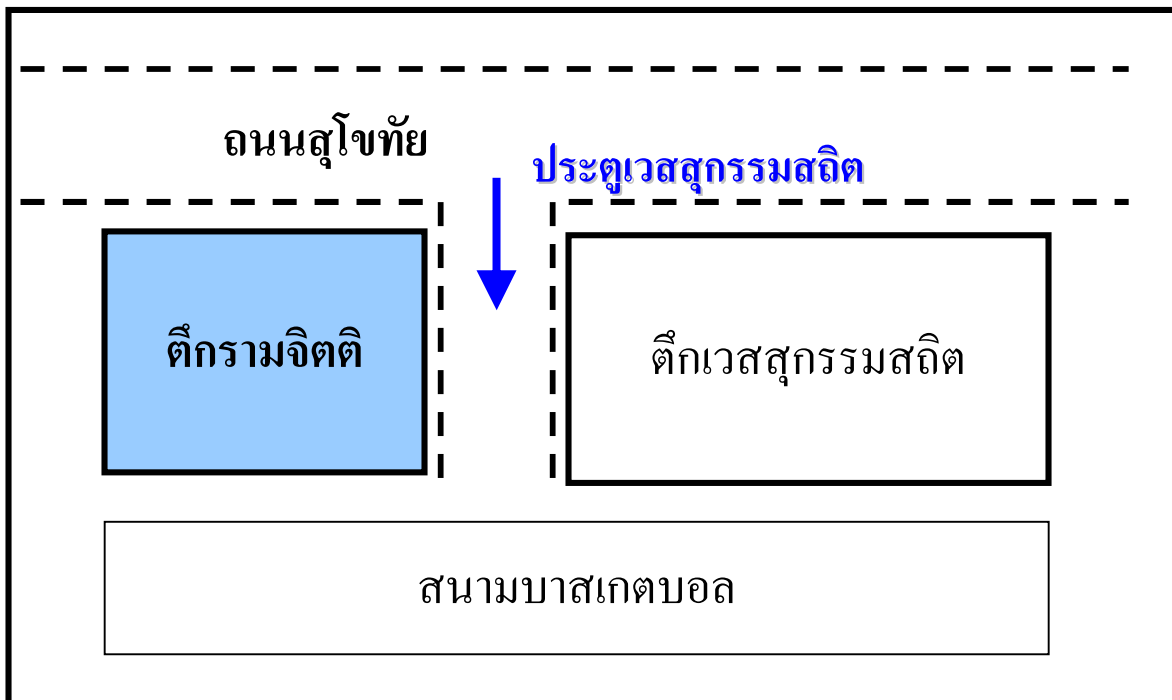 ถนนสุโขทัย
ประตูเวสสุกรรมสถิต
ตึกรามจิตติ
ตึกเวสสุกรรมสถิต
สนามบาสเกตบอล